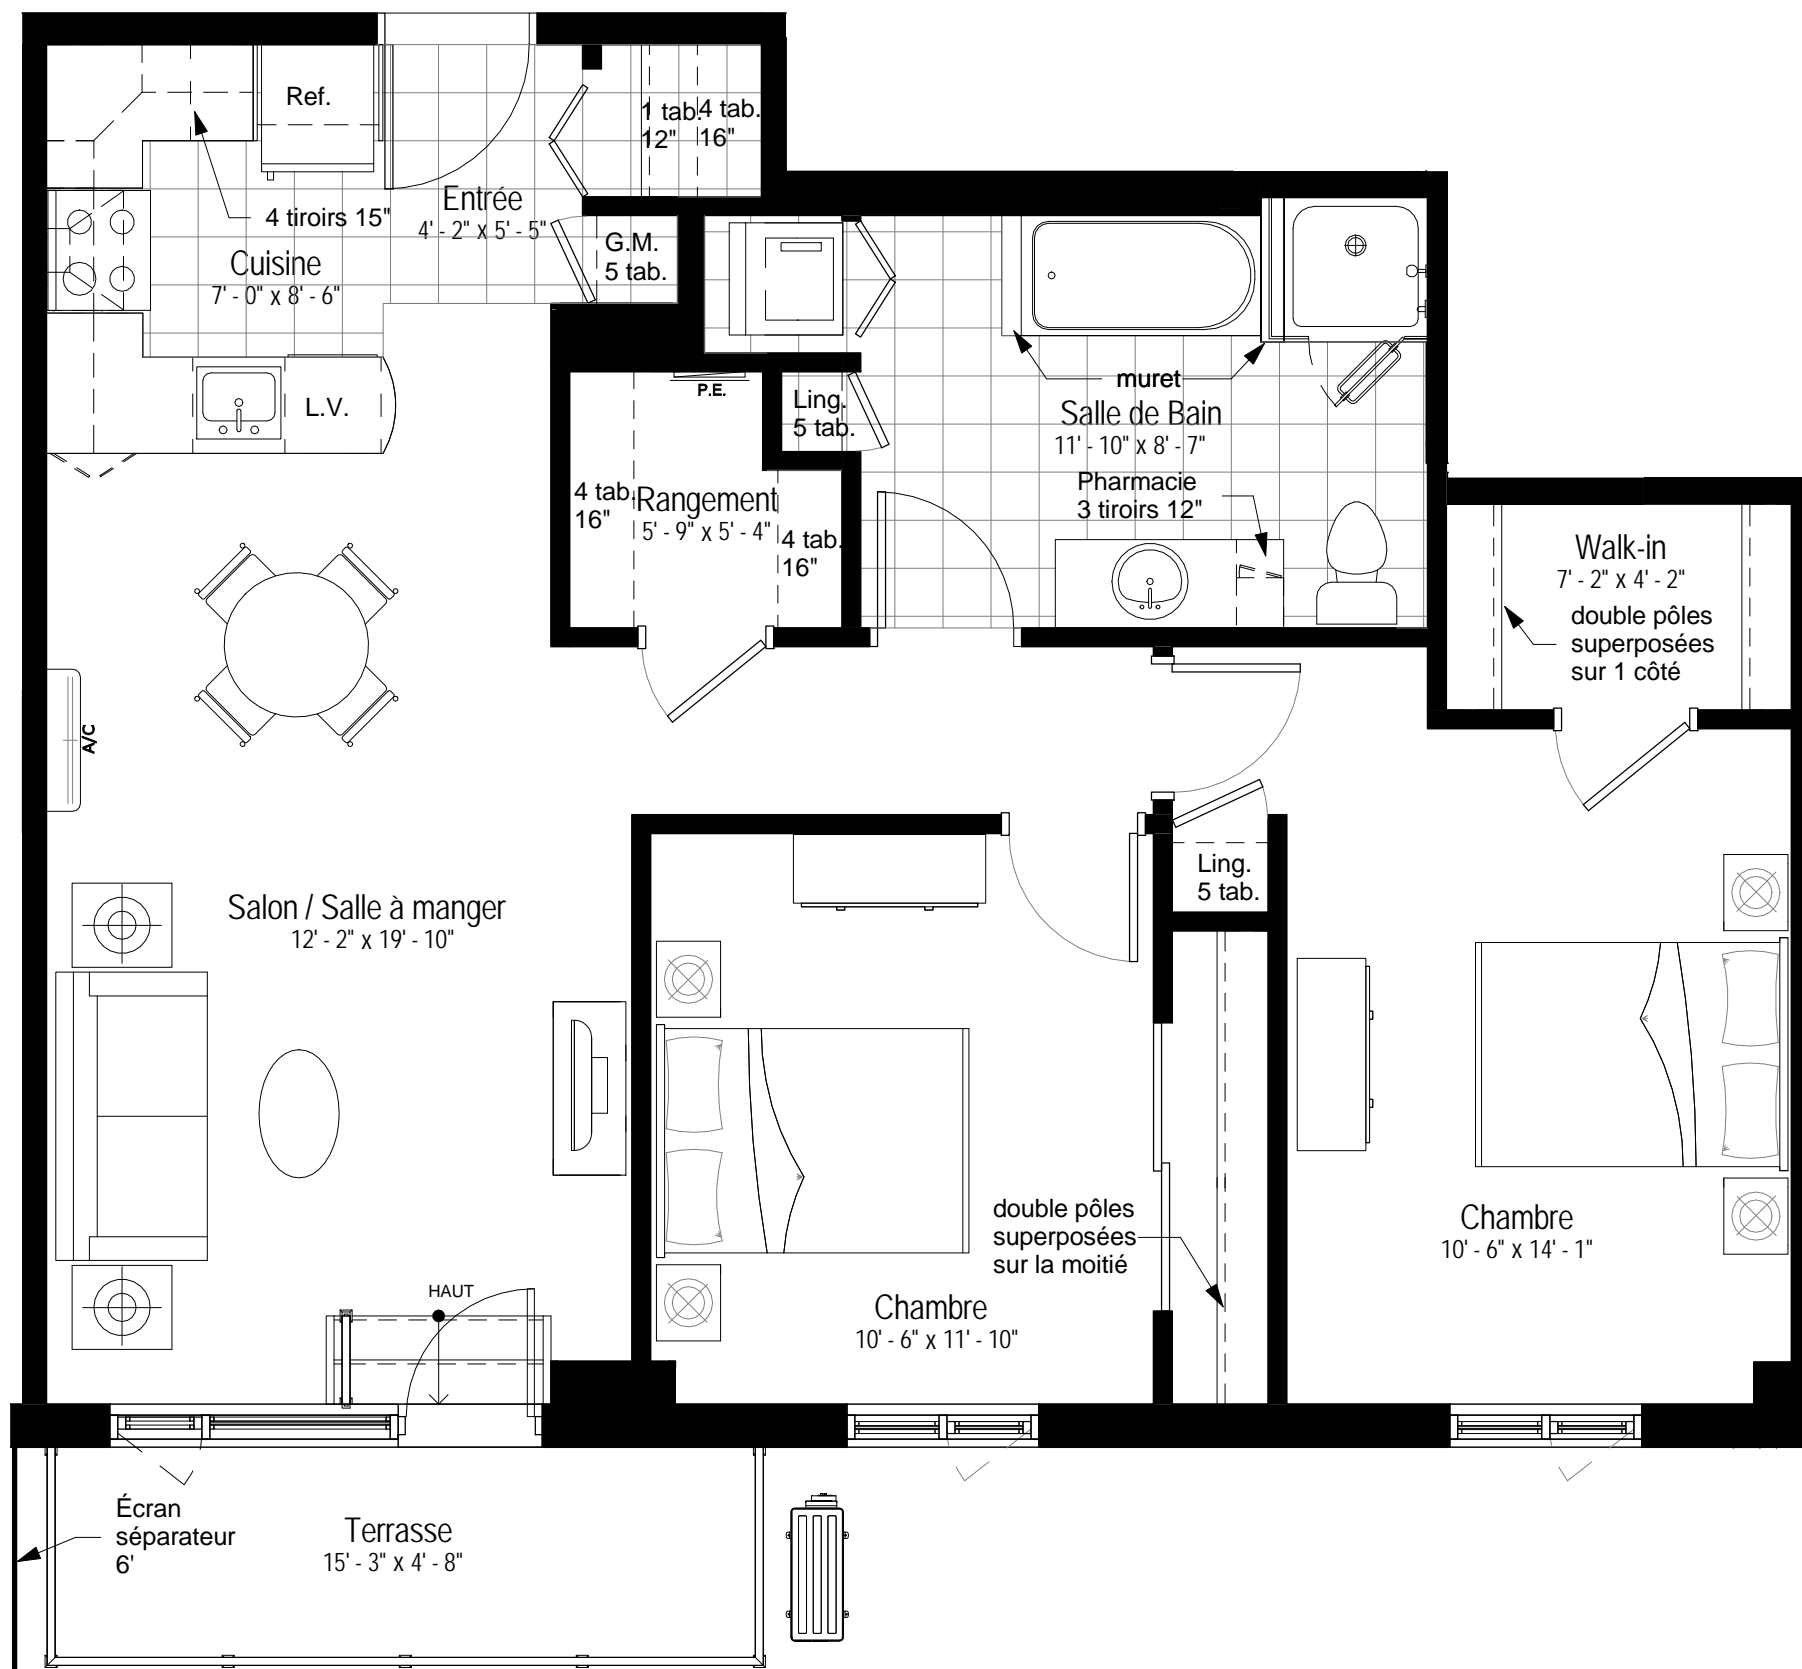 Ref.
1 tab.
12"
4 tab.
16"
Entrée
4' - 2" x 5' - 5"
4 tiroirs 15"
G.M.
5 tab.
Cuisine
7' - 0" x 8' - 6"
L.V.
P.E.
muret
Ling.
5 tab.
Salle de Bain
11' - 10" x 8' - 7"
Pharmacie
3 tiroirs 12"
4 tab.
16"
Rangement
5' - 9" x 5' - 4"
4 tab.
16"
Walk-in
7' - 2" x 4' - 2"
double pôles
superposées
sur 1 côté
A/C
Ling.
5 tab.
Salon / Salle à manger
12' - 2" x 19' - 10"
double pôles
superposées
sur la moitié
Chambre
10' - 6" x 14' - 1"
HAUT
Chambre
10' - 6" x 11' - 10"
Écran
séparateur
6'
Terrasse
15' - 3" x 4' - 8"